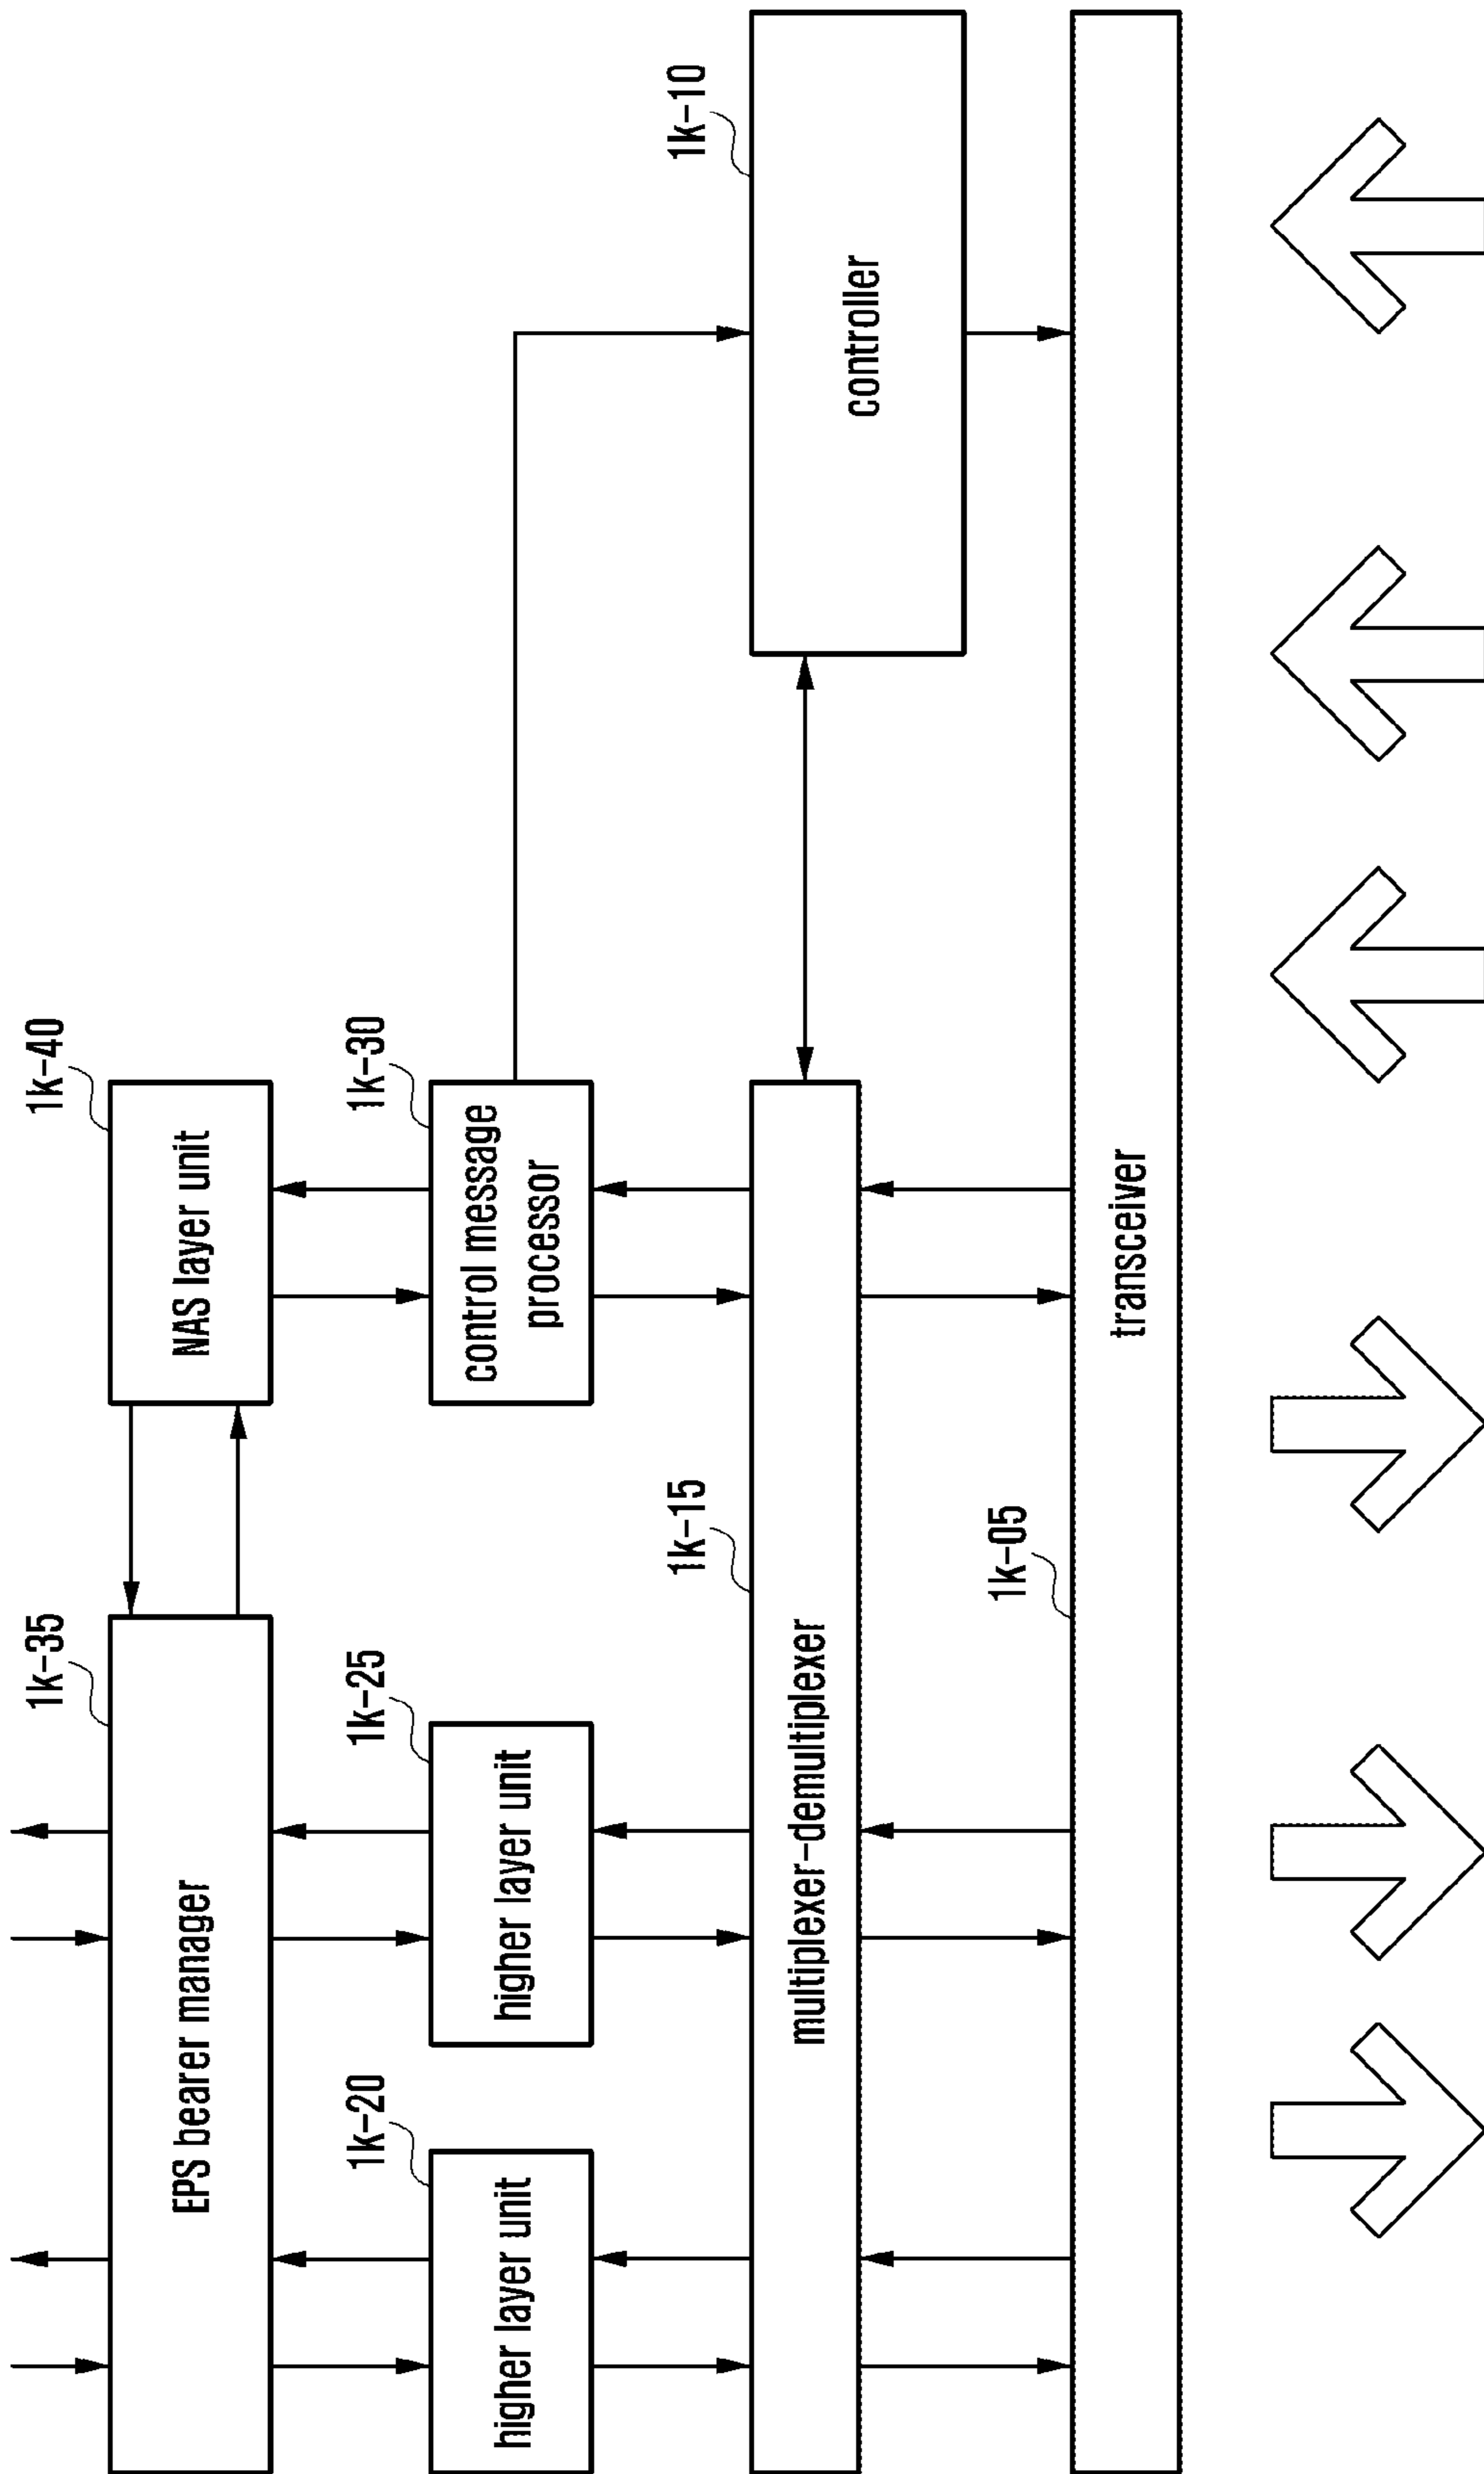 1k-35
1k-40
EPS bearer manager
NAS layer unit
1k-20
1k-25
1k-30
higher layer unit
higher layer unit
control message
processor
1k-15
1k-10
multiplexer-demultiplexer
controller
1k-05
transceiver